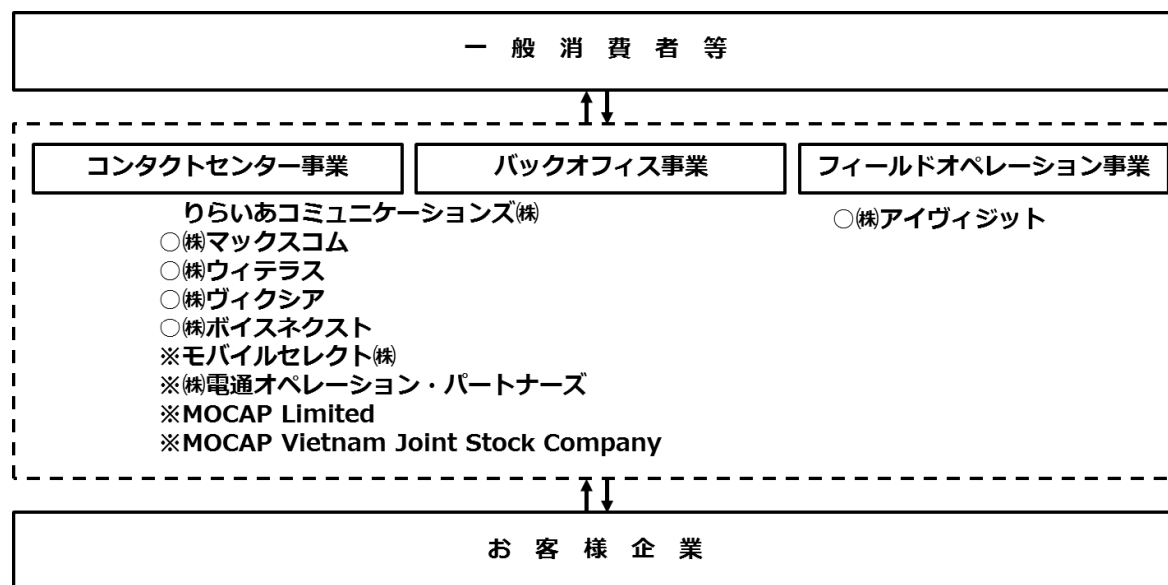 一般消費者等
コンタクトセンター事業
バックオフィス事業
フィールドオペレーション事業
りらいあコミュニケーションズ㈱
○㈱マックスコム
○㈱ウィテラス
○㈱ヴィクシア
○㈱ボイスネクスト
※モバイルセレクト㈱
※㈱電通オペレーション・パートナーズ
※MOCAP Limited
※MOCAP Vietnam Joint Stock Company
○㈱アイヴィジット
お客様企業